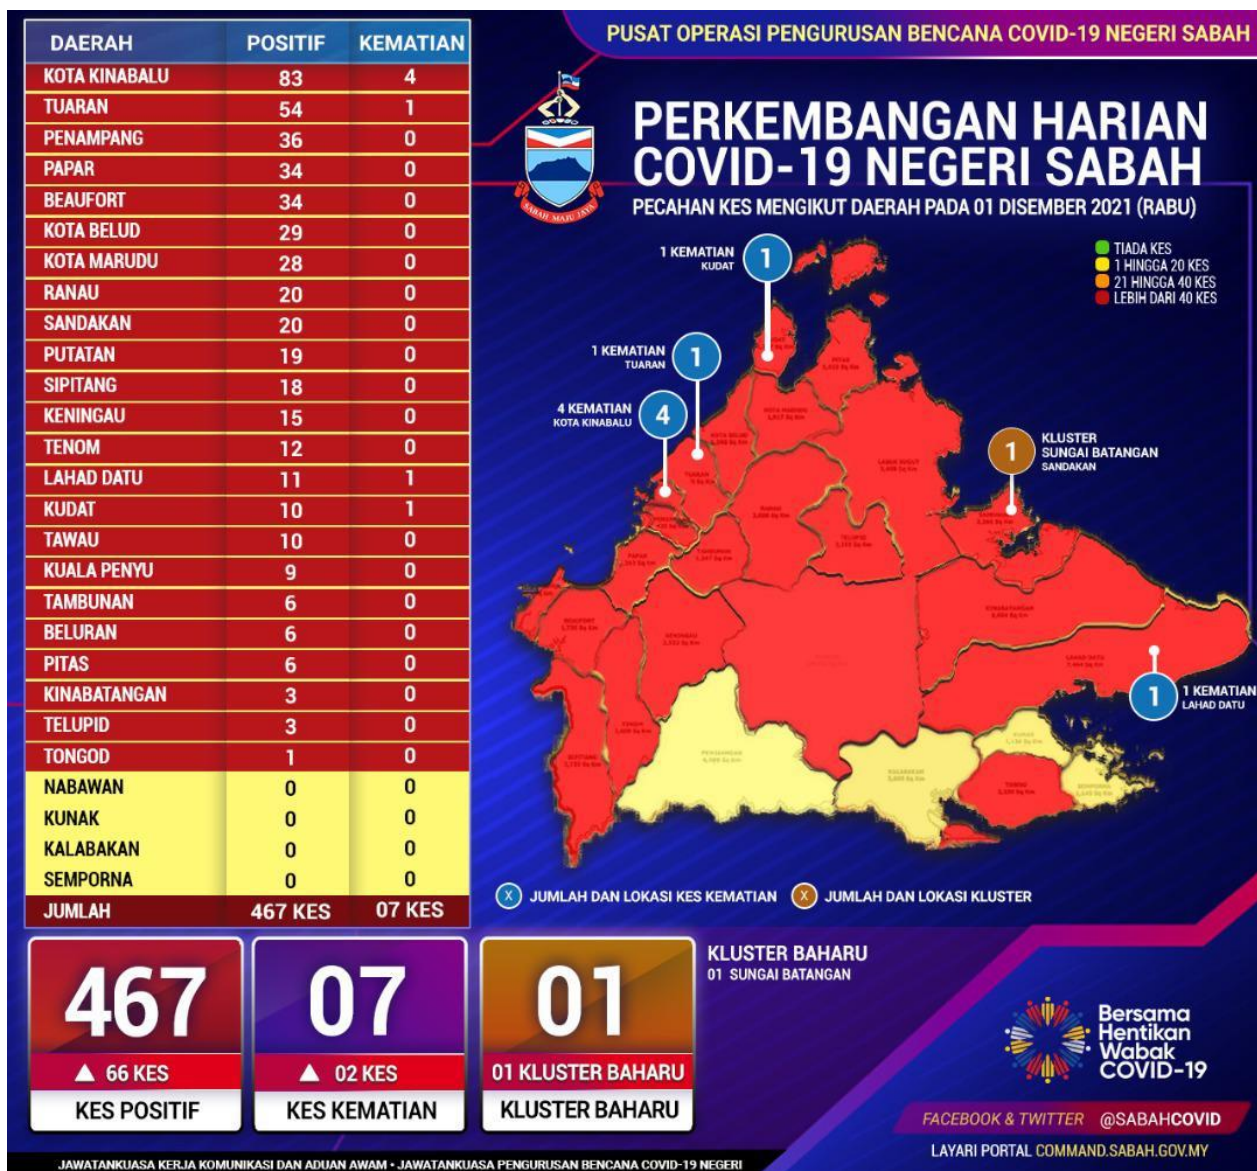 DAERAH POSITIF KEMATIAN
KOTA KINABALU 83 4
TUARAN 54 1
PENAMPANG 36 0
PAPAR 34 0
BEAUFORT 34 0
KOTA BELUD 29 0
KOTA MARUDU 28 0
RANAU 20 0
SANDAKAN 20 0
PUTATAN 19 0
SIPITANG 18 0
KENINGAU 15 0
TENOM 12 0
LAHAD DATU 11 1
KUDAT 10 1
TAWAU 10 0
KUALA PENYU 9 0
TAMBUNAN 6 0
BELURAN 6 0
PITAS 6 0
KINABATANGAN 3 0
TELUPID 3 0
TONGOD 1 0
NABAWAN 0 0
KUNAK 0 0
KALABAKAN 0 0
SEMPORNA 0 0
JUMLAH 467 KES 07 KES
PUSAT OPERASI PENGURUSAN BENCANA COVID-19 NEGERI SABAH
SABAH MAJU JAYA
PERKEMBANGAN HARIAN
COVID-19 NEGERI SABAH
PECAHAN KES MENGIKUT DAERAH PADA 01 DISEMBER 2021 (RABU)
TIADA KES
1 HINGGA 20 KES
21 HINGGA 40 KES
LEBIH DARI 40 KES
1 KEMATIAN
KUDAT
1
1 KEMATIAN
TUARAN
1
4 KEMATIAN
KOTA KINABALU
4
1
KLUSTER
SUNGAI BATANGAN
SANDAKAN
1
1 KEMATIAN
LAHAD DATU
X JUMLAH DAN LOKASI KES KEMATIAN
X JUMLAH DAN LOKASI KLUSTER
467
66 KES
KES POSITIF
07
02 KES
KES KEMATIAN
01
01 KLUSTER BAHARU
KLUSTER BAHARU
KLUSTER BAHARU
01 SUNGAI BATANGAN
Bersama
Hentikan
Wabak
COVID-19
FACEBOOK & TWITTER @SABAHCOVID
LAYARI PORTAL COMMAND.SABAH.GOV.MY
JAWATANKUASA KERJA KOMUNIKASI DAN ADUAN AWAM • JAWATANKUASA PENGURUSAN BENCANA COVID-19 NEGERI